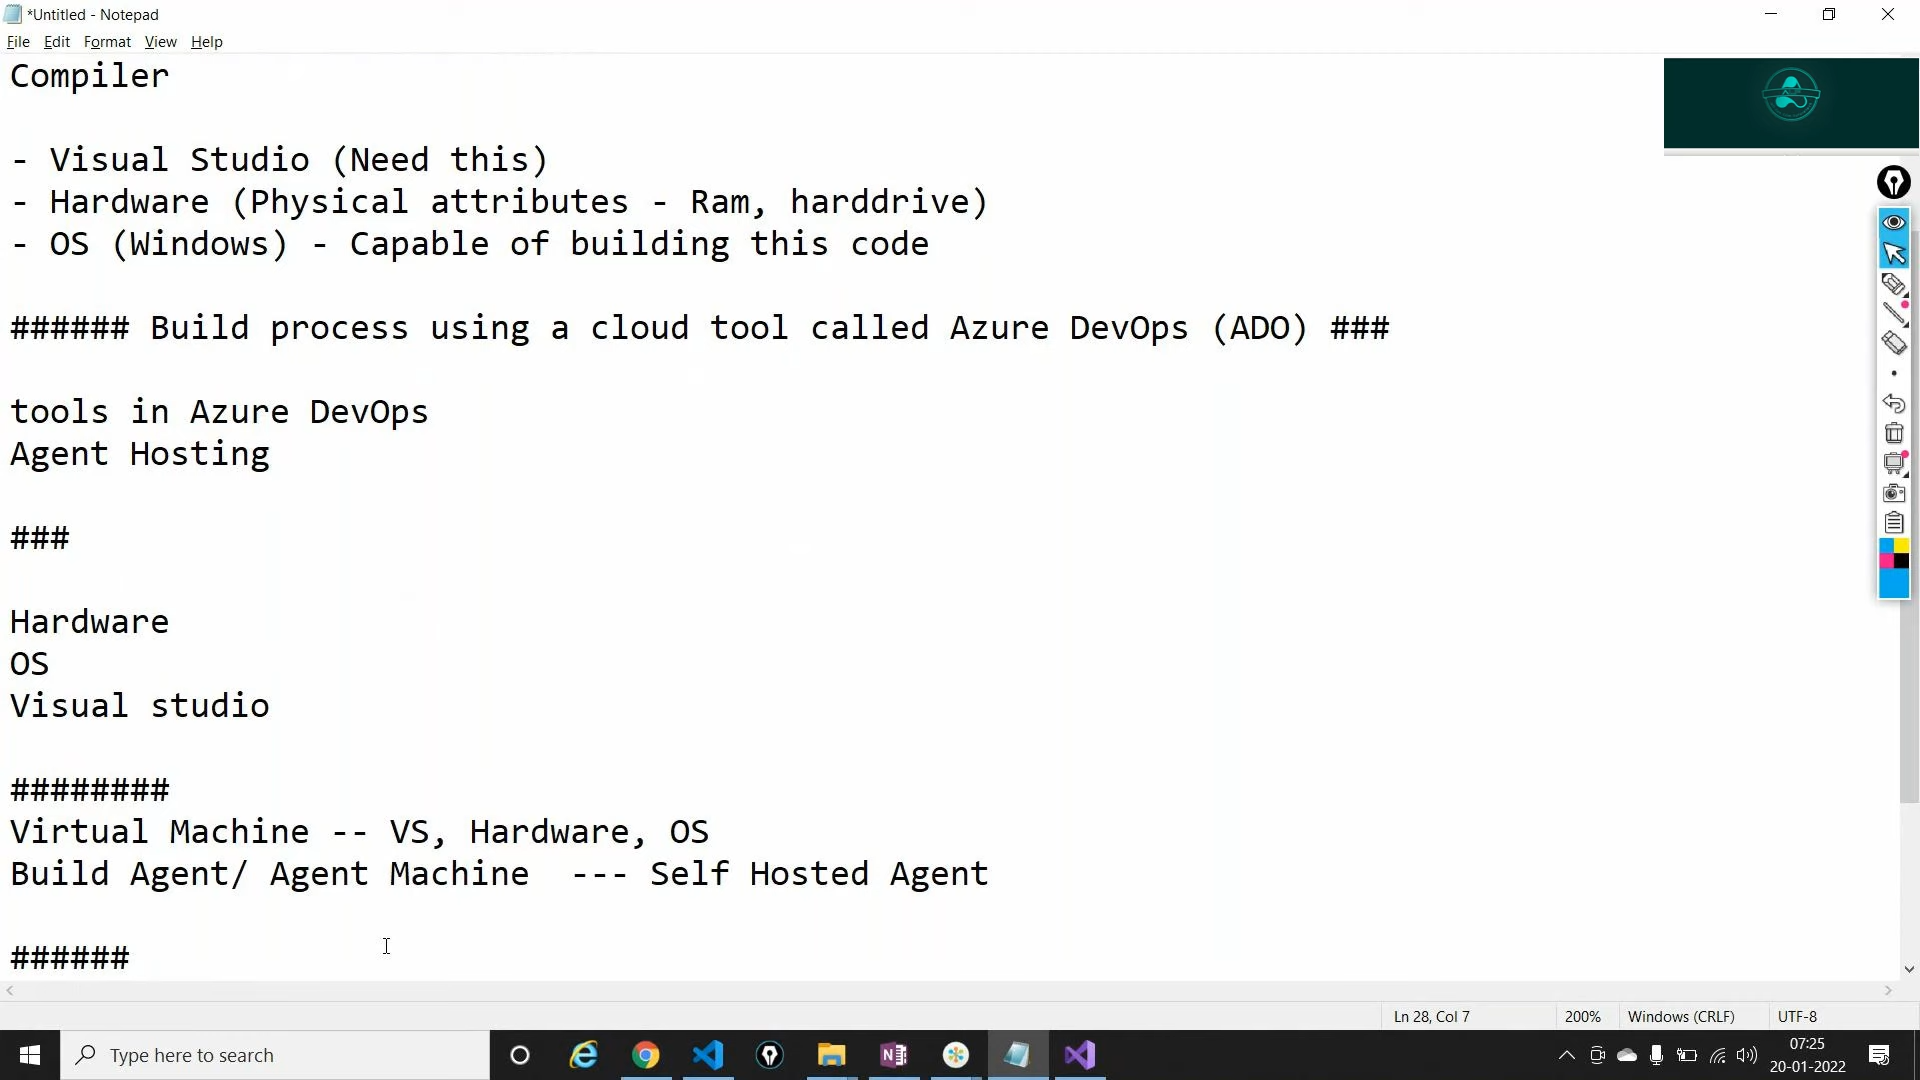 *Untitled - Notepad
File Edit Format View Help
Compiler
- Visual Studio (Need this)
- Hardware (Physical attributes - Ram, harddrive)
- OS (Windows) - Capable of building this code
###### Build process using a cloud tool called Azure DevOps (ADO) ###
tools in Azure DevOps
Agent Hosting
###
Hardware
OS
Visual studio
########
Virtual Machine -- VS, Hardware, OS
Build Agent/ Agent Machine  --- Self Hosted Agent
######
Ln 28, Col 7 200% Windows (CRLF) UTF-8
Type here to search
07:25
20-01-2022